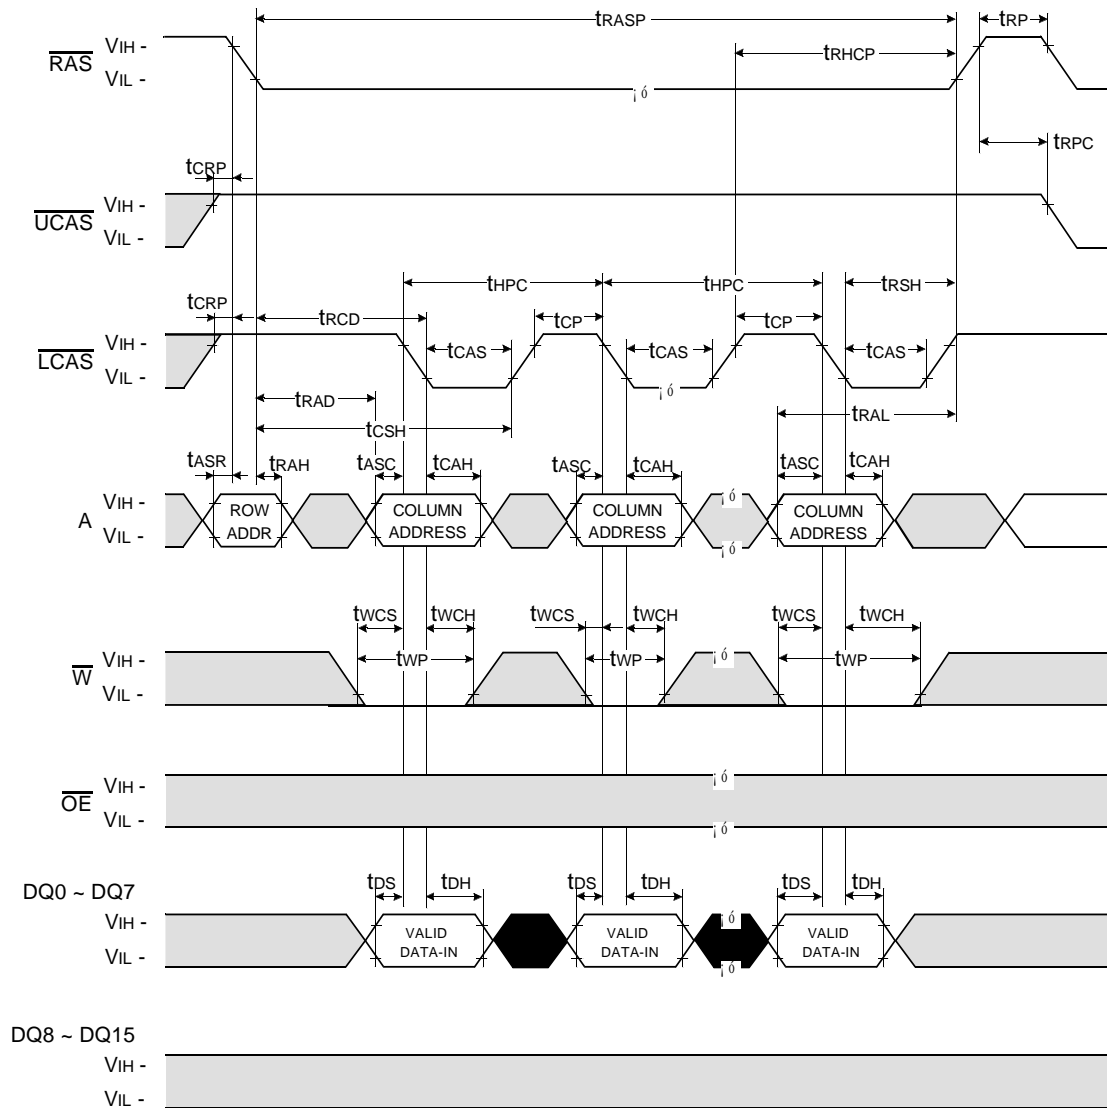 tRASP
tRP
RAS
VIH -
VIL -
tRHCP
¡ ó
tRPC
tCRP
UCAS
VIH -
VIL -
tHPC
tHPC
tRSH
tCRP
tRCD
tCP
tCP
LCAS
VIH -
VIL -
tCAS
tCAS
tCAS
¡ ó
tRAD
tRAL
tCSH
tASR
tRAH
tASC
tCAH
tASC
tCAH
tASC
tCAH
A
VIH -
VIL -
ROW
ADDR
COLUMN
ADDRESS
COLUMN
ADDRESS
¡ ó
¡ ó
COLUMN
ADDRESS
tWCS
tWCH
tWCS
tWCH
tWCS
tWCH
W
VIH -
VIL -
tWP
tWP
tWP
¡ ó
¡ ó
OE
VIH -
VIL -
¡ ó
¡ ó
DQ0 ~ DQ7
tDS
tDH
tDS
tDH
tDS
tDH
VIH -
VIL -
VALID
DATA-IN
VALID
DATA-IN
¡ ó
¡ ó
VALID
DATA-IN
DQ8 ~ DQ15
VIH -
VIL -